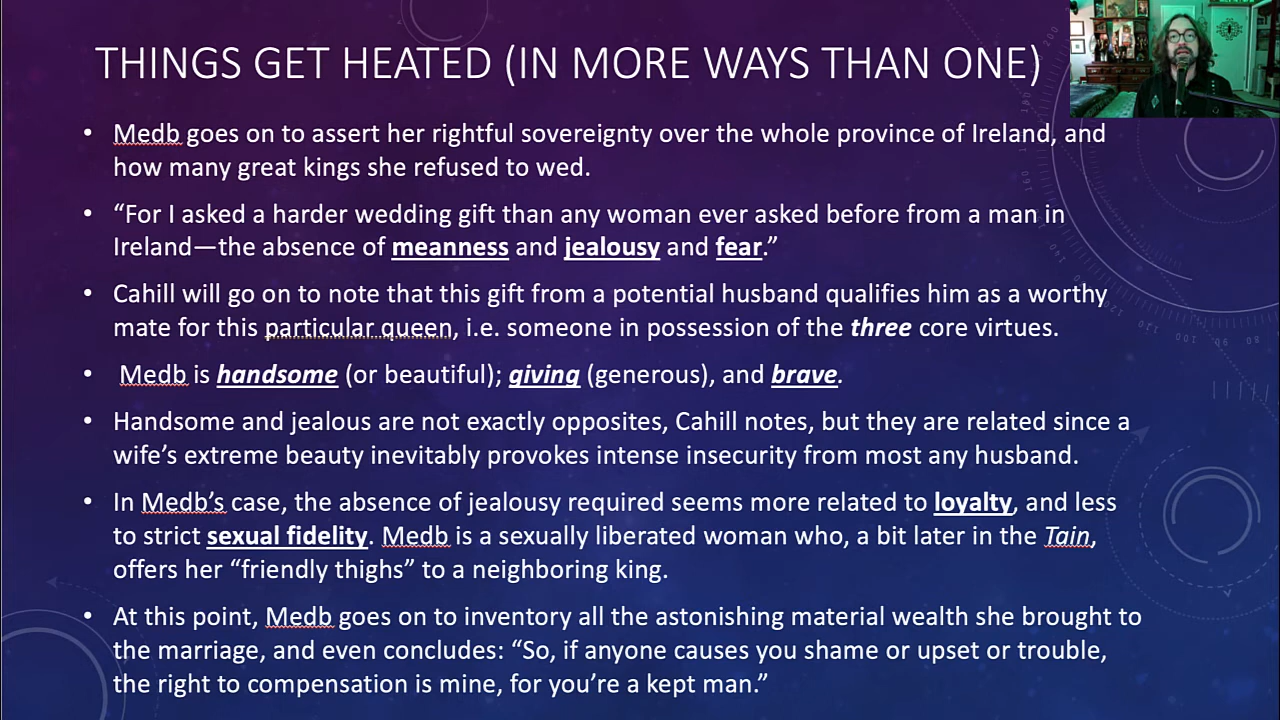 THINGS GET HEATED (IN MORE WAYS THAN ONE)
• Medb goes on to assert her rightful sovereignty over the whole province of Ireland, and
how many great kings she refused to wed.
• “For I asked a harder wedding gift than any woman ever asked before from a man in
Ireland—the absence of meanness and jealousy and fear.”
• Cahill will go on to note that this gift from a potential husband qualifies him as a worthy
mate for this particular queen, i.e. someone in possession of the three core virtues.
• Medb is handsome (or beautiful); giving (generous), and brave.
• Handsome and jealous are not exactly opposites, Cahill notes, but they are related since a
wife’s extreme beauty inevitably provokes intense insecurity from most any husband.
• In Medb’s case, the absence of jealousy required seems more related to loyalty, and less
to strict sexual fidelity. Medb is a sexually liberated woman who, a bit later in the Tain,
offers her “friendly thighs” to a neighboring king.
• At this point, Medb goes on to inventory all the astonishing material wealth she brought to
the marriage, and even concludes: “So, if anyone causes you shame or upset or trouble,
the right to compensation is mine, for you’re a kept man.”